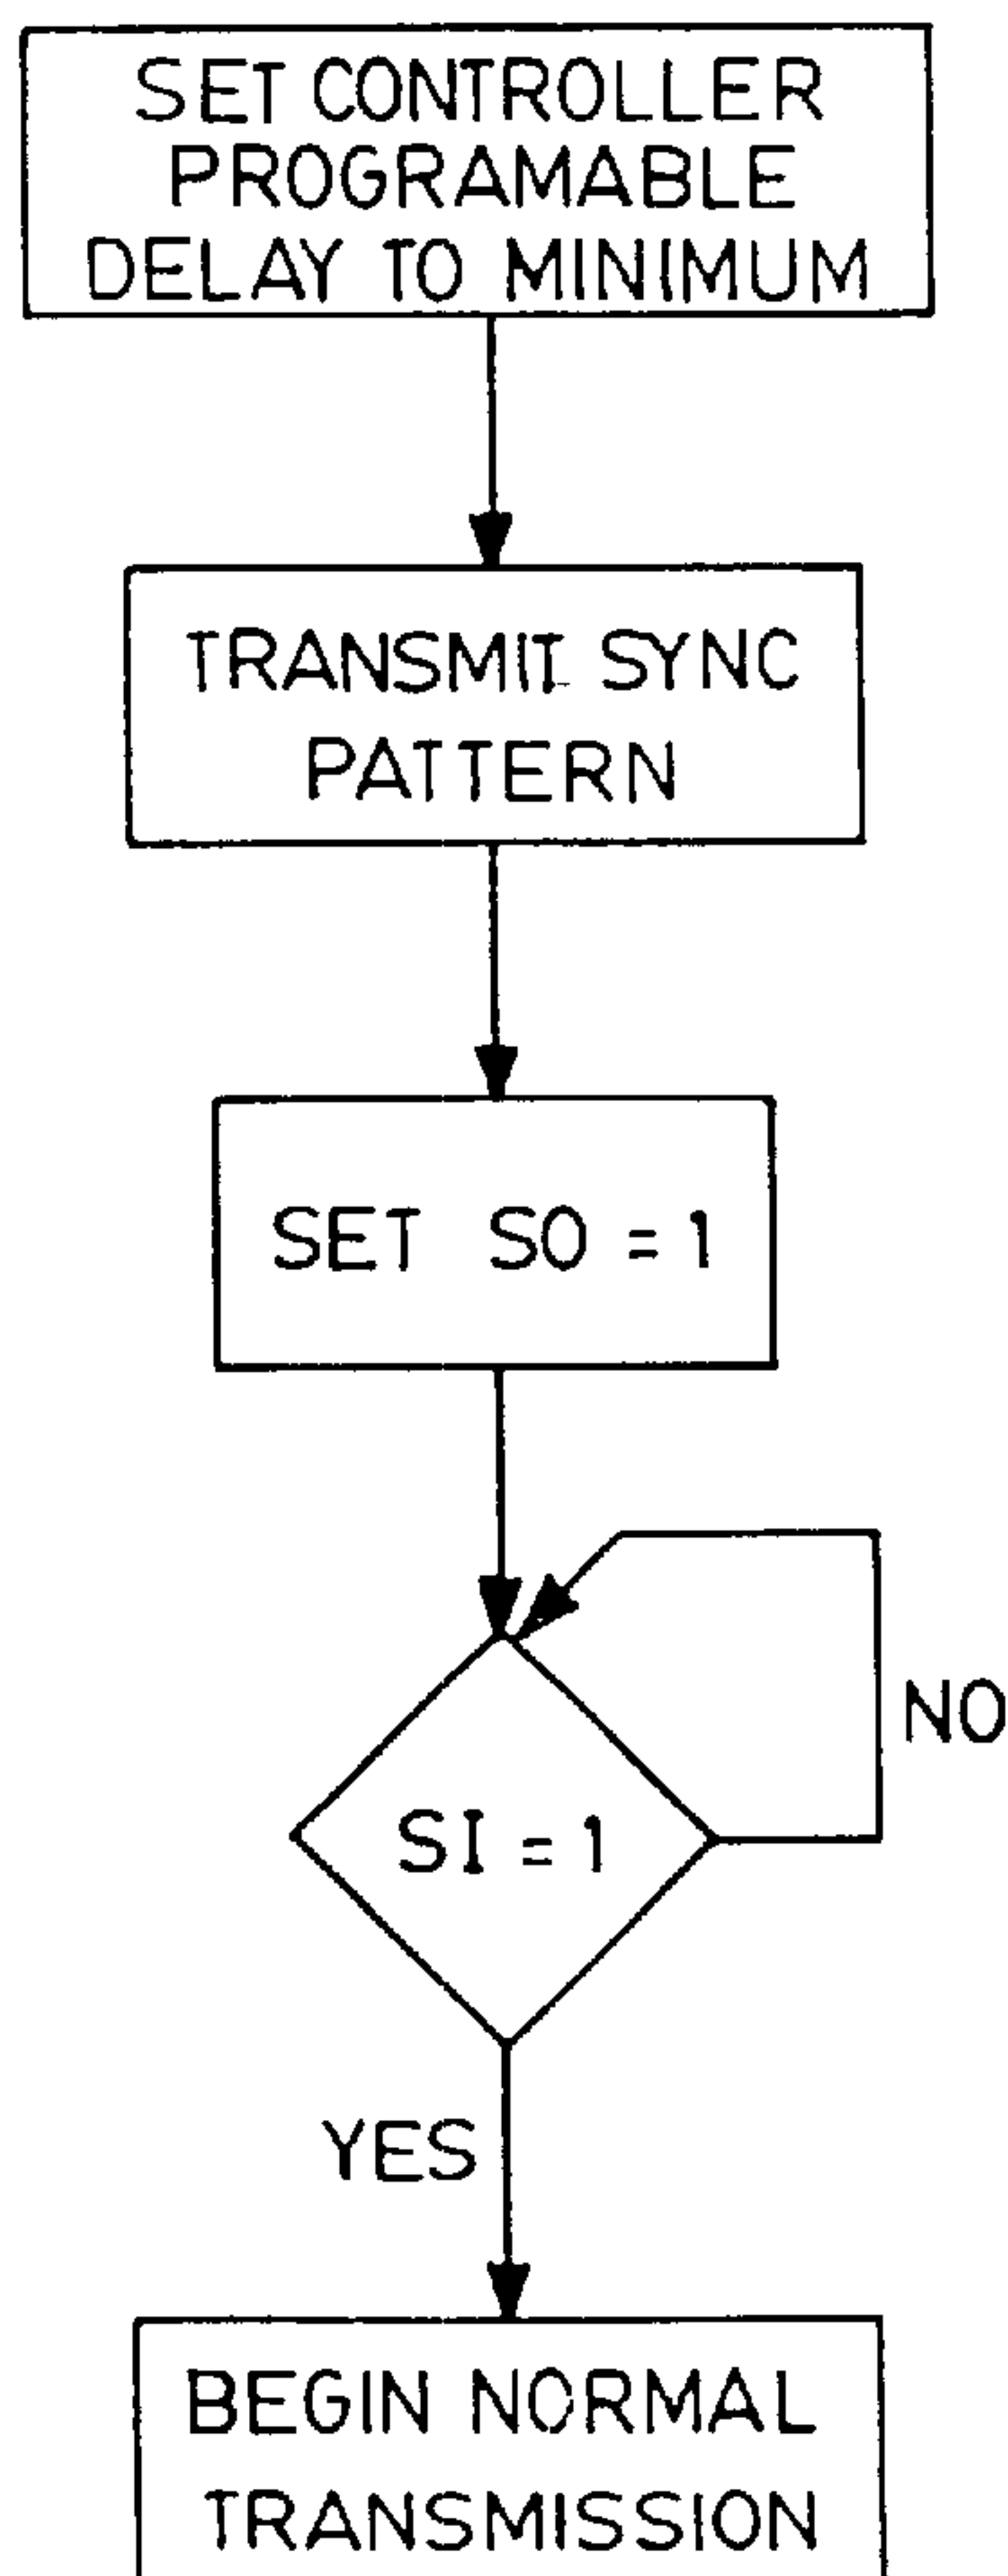 SET CONTROLLER
PROGRAMABLE
DELAY TO MINIMUM
TRANSMIT SYNC
PATTERN
SET SO = 1
NO
SI = 1
YES
BEGIN NORMAL
TRANSMISSION